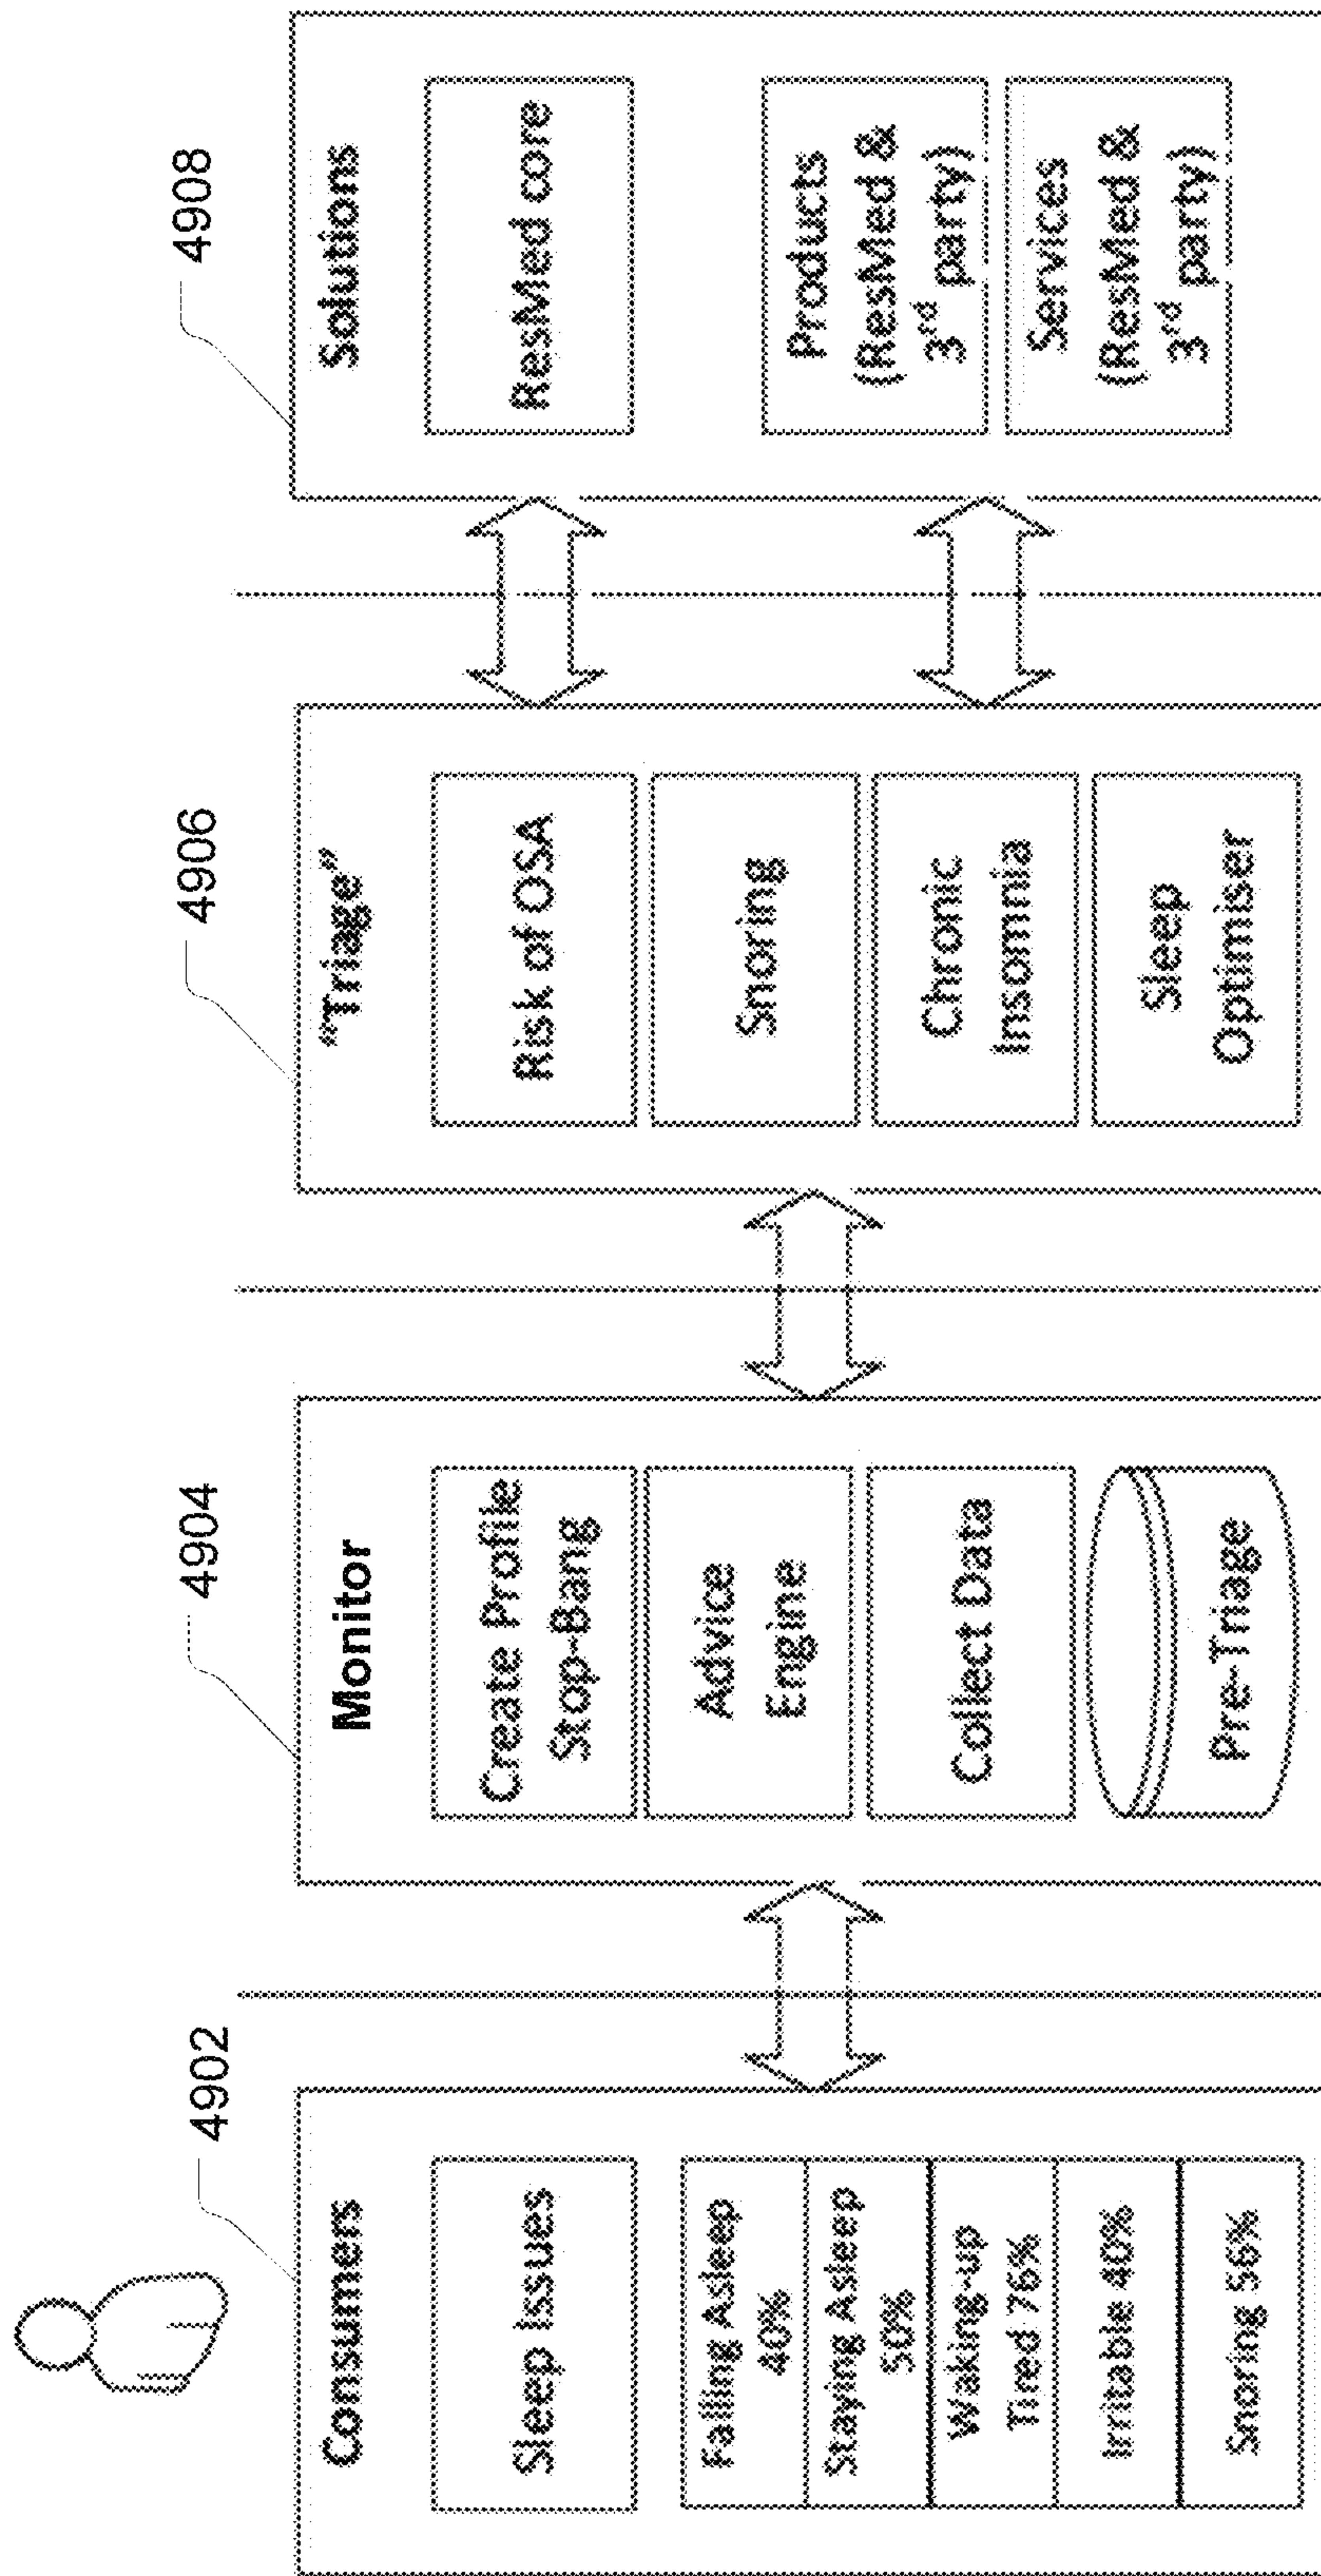 4902
Consumers
Sleep Issues
Falling Asleep
40%
Staying Asleep
50%
Waking-up
Tired 76%
Irritable 40%
Snoring 56%
4904
Monitor
Create Profile
Stop-Bang
Advice
Engine
Collect Data
Pre-Triage
4906
“Triage”
Risk of OSA
Snoring
Chronic
Insomnia
Sleep
Optimiser
4908
Solutions
ResMed core
Products
(ResMed &
3rd party)
Services
(ResMed &
3rd party)